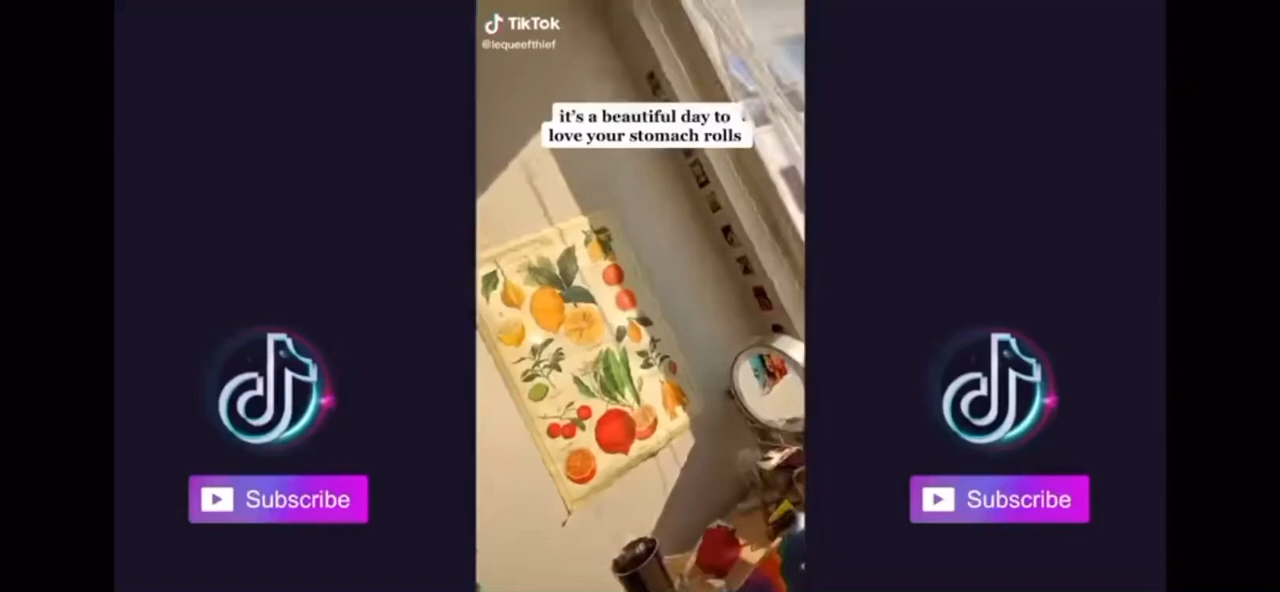 TikTok
@lequeefthief
it's a beautiful day to
love your stomach rolls
Subscribe
Subscribe